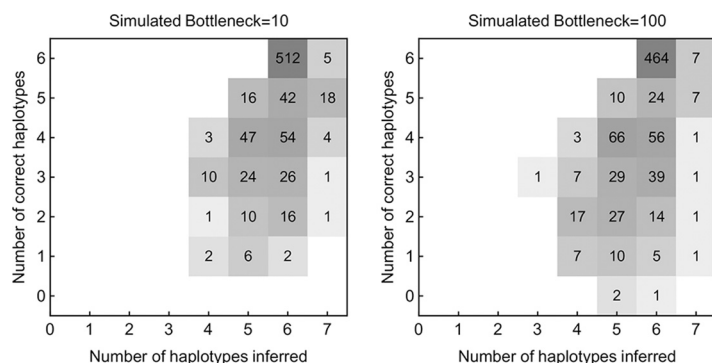 Simulated Bottleneck=10
Number of correct haplotypes
6 512 5
5 16 42 18
4 3 47 54 4
3 10 24 26 1
2 1 10 16 1
1 2 6 2
0
0 1 2 3 4 5 6 7
Number of haplotypes inferred
Simualated Bottleneck=100
Number of correct haplotypes
6 464 7
5 10 24 7
4 3 66 56 1
3 1 7 29 39 1
2 17 27 14 1
1 7 10 5 1
0 2 1
0 1 2 3 4 5 6 7
Number of haplotypes inferred